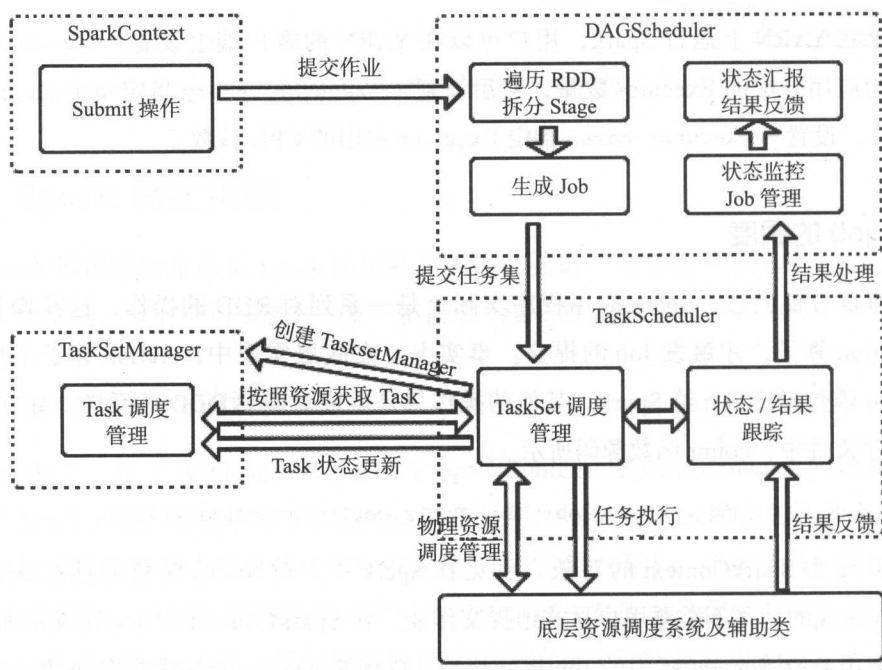 SparkContext
Submit 操作
提交作业
DAGScheduler
遍历 RDD
拆分 Stage
状态汇报
结果反馈
生成 Job
状态监控
Job 管理
提交任务集
结果处理
TaskScheduler
TaskSetManager
Task 调度
管理
创建 TasksetManager
按照资源获取 Task
Task 状态更新
TaskSet 调度
管理
状态 / 结果
跟踪
物理资源
调度管理
任务执行
结果反馈
底层资源调度系统及辅助类